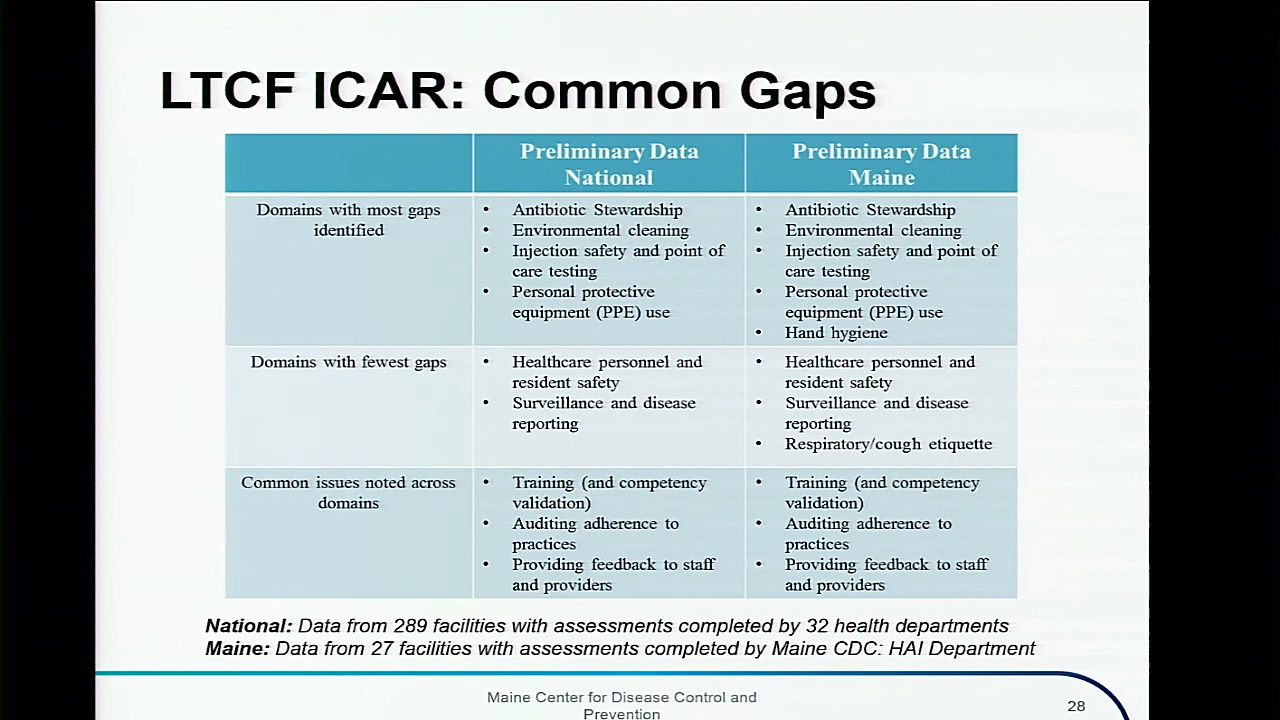 LTCF ICAR: Common Gaps
Preliminary Data
National
Preliminary Data
Maine
Domains with most gaps
identified
• Antibiotic Stewardship
• Environmental cleaning
• Injection safety and point of
care testing
• Personal protective
equipment (PPE) use
• Antibiotic Stewardship
• Environmental cleaning
• Injection safety and point of
care testing
• Personal protective
equipment (PPE) use
• Hand hygiene
Domains with fewest gaps
• Healthcare personnel and
resident safety
• Surveillance and disease
reporting
• Healthcare personnel and
resident safety
• Surveillance and disease
reporting
• Respiratory/cough etiquette
Common issues noted across
domains
• Training (and competency
validation)
• Auditing adherence to
practices
• Providing feedback to staff
and providers
• Training (and competency
validation)
• Auditing adherence to
practices
• Providing feedback to staff
and providers
National: Data from 289 facilities with assessments completed by 32 health departments
Maine: Data from 27 facilities with assessments completed by Maine CDC: HAI Department
Maine Center for Disease Control and
Prevention
28